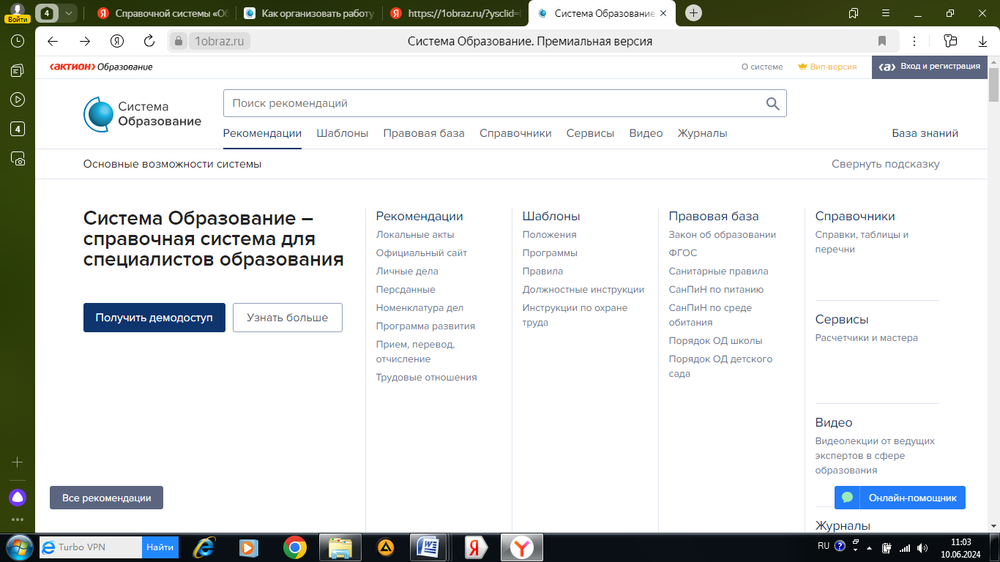 Войти
4
Справочной системы «Об
Как организовать работу
https://1obraz.ru/?ysclid=
Система Образование
1obraz.ru
Система Образование. Премиальная версия
4
актион Образование
О системе
Вип-версия
(а) Вход и регистрация
Система
Образование
Поиск рекомендаций
Рекомендации
Шаблоны
Правовая база
Справочники
Сервисы
Видео
Журналы
База знаний
Основные возможности системы
Свернуть подсказку
Система Образование –
справочная система для
специалистов образования
Получить демодоступ
Узнать больше
Рекомендации
Локальные акты
Официальный сайт
Личные дела
Персданные
Номенклатура дел
Программа развития
Прием, перевод,
отчисление
Трудовые отношения
Шаблоны
Положения
Программы
Правила
Должностные инструкции
Инструкции по охране
труда
Правовая база
Закон об образовании
ФГОС
Санитарные правила
СанПиН по питанию
СанПиН по среде
обитания
Порядок ОД школы
Порядок ОД детского
сада
Справочники
Справки, таблицы и
перечни
Сервисы
Расчетчики и мастера
Видео
Видеолекции от ведущих
экспертов в сфере
образования
Журналы
Все рекомендации
Онлайн-помощник
Turbo VPN
Найти
RU
11:03
10.06.2024